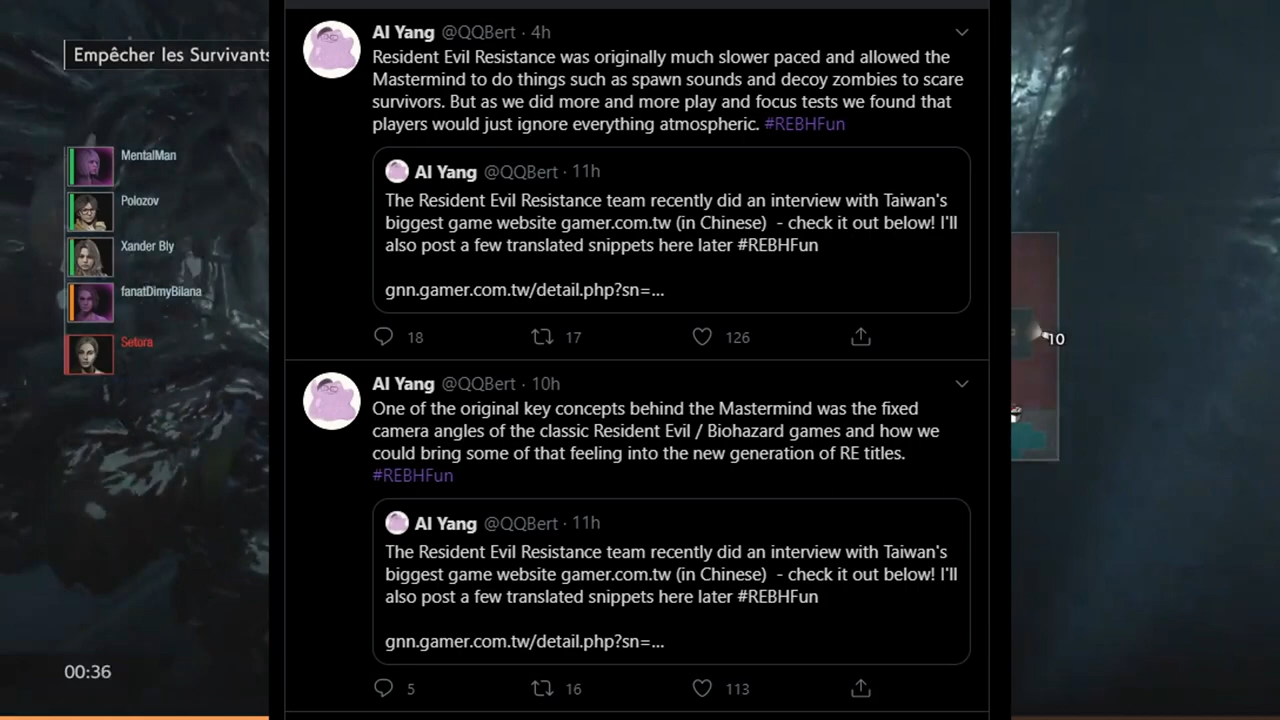 Empêcher les Survivants
MentalMan
Polozov
Xander Bly
fanatDimyBilana
Setora
00:36
AI Yang @QQBert · 4h
Resident Evil Resistance was originally much slower paced and allowed the
Mastermind to do things such as spawn sounds and decoy zombies to scare
survivors. But as we did more and more play and focus tests we found that
players would just ignore everything atmospheric. #REBHFun
AI Yang @QQBert · 11h
The Resident Evil Resistance team recently did an interview with Taiwan's
biggest game website gamer.com.tw (in Chinese) - check it out below! I'll
also post a few translated snippets here later #REBHFun
gnn.gamer.com.tw/detail.php?sn=...
18 17 126
AI Yang @QQBert · 10h
One of the original key concepts behind the Mastermind was the fixed
camera angles of the classic Resident Evil / Biohazard games and how we
could bring some of that feeling into the new generation of RE titles.
#REBHFun
AI Yang @QQBert · 11h
The Resident Evil Resistance team recently did an interview with Taiwan's
biggest game website gamer.com.tw (in Chinese) - check it out below! I'll
also post a few translated snippets here later #REBHFun
gnn.gamer.com.tw/detail.php?sn=...
5 16 113
10